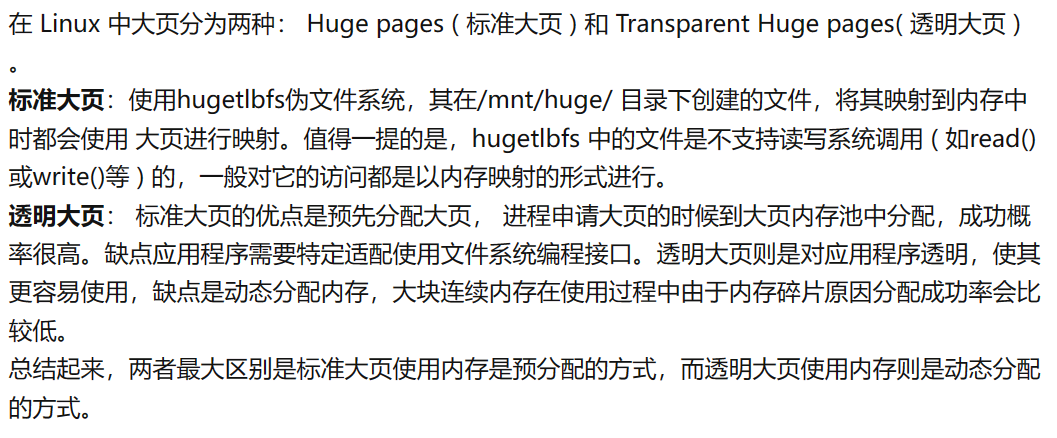 在 Linux 中大页分为两种： Huge pages ( 标准大页 ) 和 Transparent Huge pages( 透明大页 )
。
标准大页：使用hugetlbfs伪文件系统，其在/mnt/huge/ 目录下创建的文件，将其映射到内存中
时都会使用 大页进行映射。值得一提的是，hugetlbfs 中的文件是不支持读写系统调用 ( 如read()
或write()等 ) 的，一般对它的访问都是以内存映射的形式进行。
透明大页： 标准大页的优点是预先分配大页， 进程申请大页的时候到大页内存池中分配，成功概
率很高。缺点应用程序需要特定适配使用文件系统编程接口。透明大页则是对应用程序透明，使其
更容易使用，缺点是动态分配内存，大块连续内存在使用过程中由于内存碎片原因分配成功率会比
较低。
总结起来，两者最大区别是标准大页使用内存是预分配的方式，而透明大页使用内存则是动态分配
的方式。